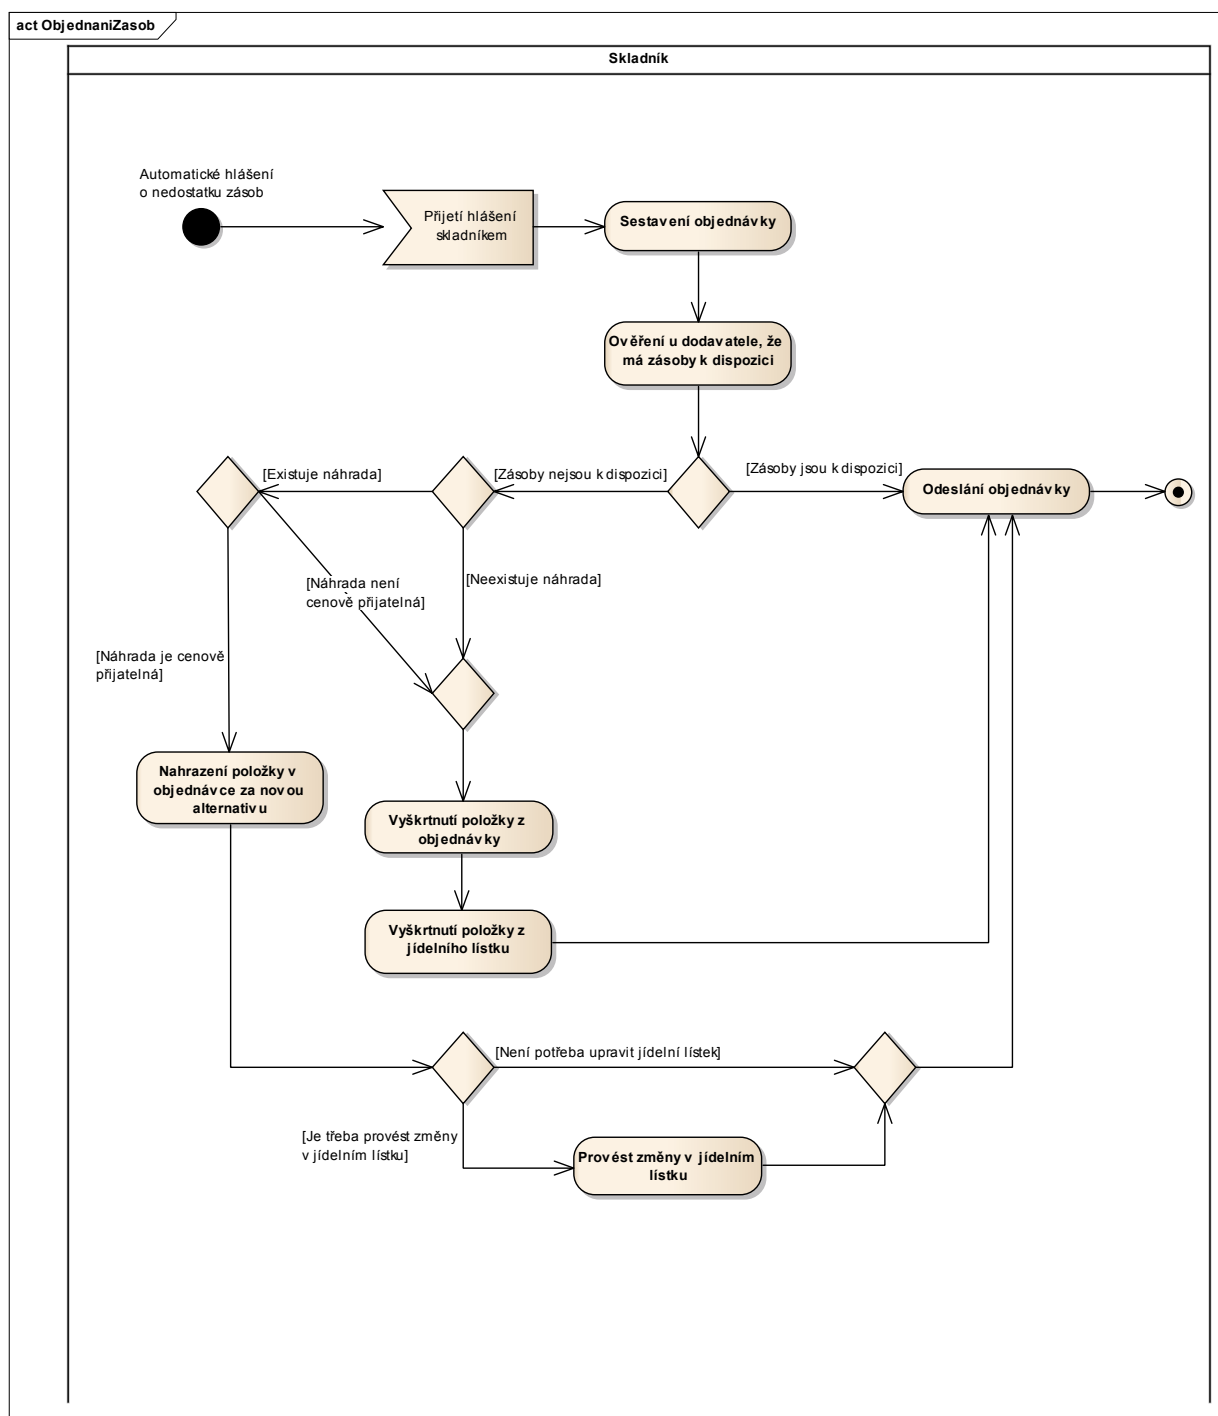 act ObjednaniZasob
Skladník
Automatické hlášení
o nedostatku zásob
Přijetí hlášení
skladníkem
Sestavení objednávky
Ověření u dodavatele, že
má zásoby k dispozici
[Existuje náhrada]
[Zásoby nejsou k dispozici]
[Zásoby jsou k dispozici]
Odeslání objednávky
[Náhrada není
cenově přijatelná]
[Neexistuje náhrada]
[Náhrada je cenově
přijatelná]
Nahrazení položky v
objednávce za novou
alternativu
Vyškrtnutí položky z
objednávky
Vyškrtnutí položky z
jídelního lístku
[Není potřeba upravit jídelní lístek]
[Je třeba provést změny
v jídelním lístku]
Provést změny v jídelním
lístku